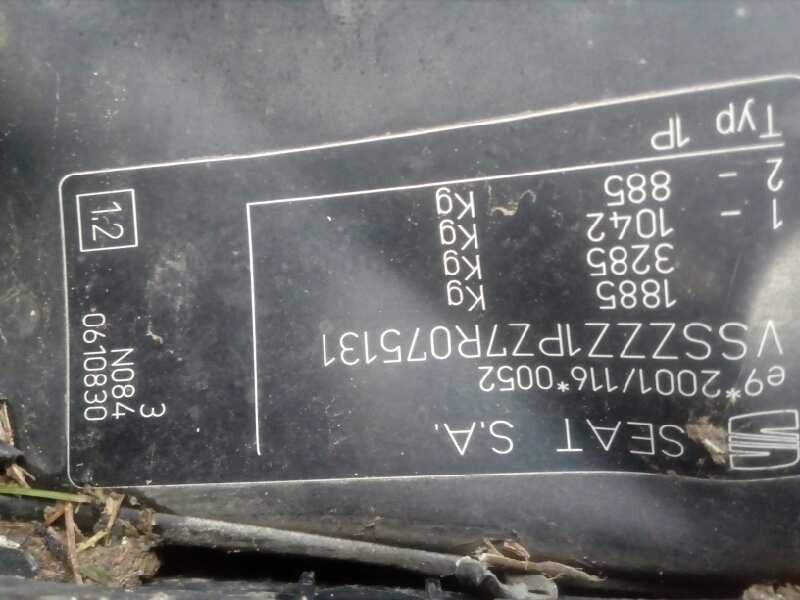 SEAT S.A.
e9*2001/116*0052
VSSZZZ1PZ7R075131
1885 Kg
3285 Kg
1 - 1042 Kg
2 - 885 Kg
Typ 1P
3
N084
0610830
1.2